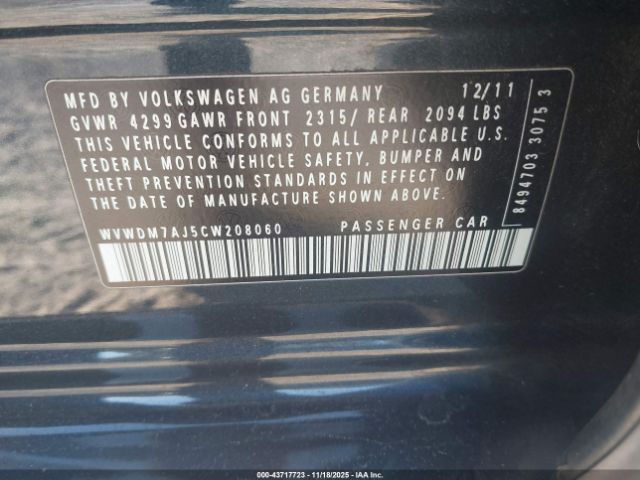 MFD BY VOLKSWAGEN AG GERMANY 12/11
GVWR 4299 GAWR FRONT 2315/ REAR 2094 LBS
THIS VEHICLE CONFORMS TO ALL APPLICABLE U.S.
FEDERAL MOTOR VEHICLE SAFETY, BUMPER AND
THEFT PREVENTION STANDARDS IN EFFECT ON
THE DATE OF MANUFACTURE SHOWN ABOVE.
WVWDM7AJ5CW208060 PASSENGER CAR
8494703 3075 3
000-43717723 - 11/18/2025 - IAAI.COM